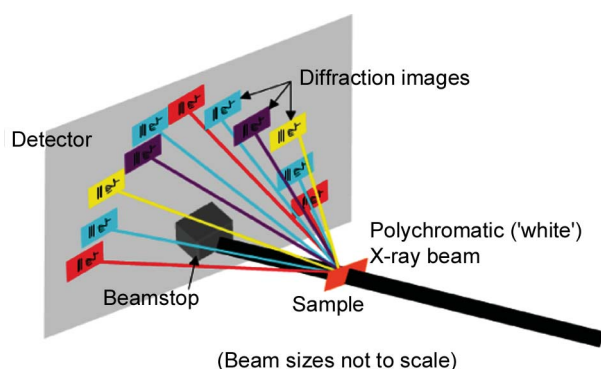 Diffraction images
Detector
Polychromatic ('white')
X-ray beam
Beamstop
Sample
(Beam sizes not to scale)